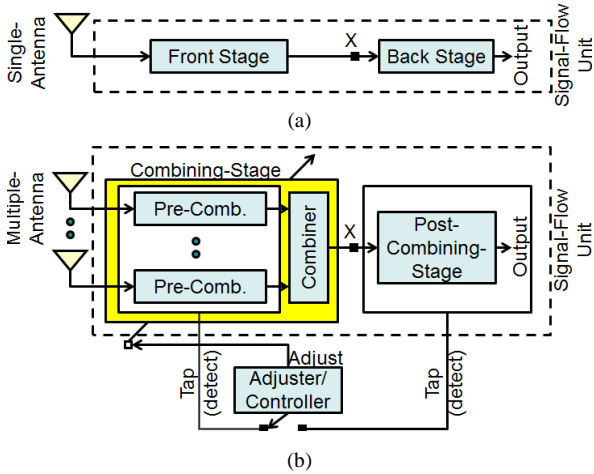 Single-
Antenna
Front Stage
X
Back Stage
Output
Signal-Flow
Unit
(a)
Multiple-
Antenna
Combining-Stage
Pre-Comb.
Pre-Comb.
Combiner
X
Post-
Combining-
Stage
Output
Signal-Flow
Unit
Tap
(detect)
Adjust
Adjuster/
Controller
Tap
(detect)
(b)